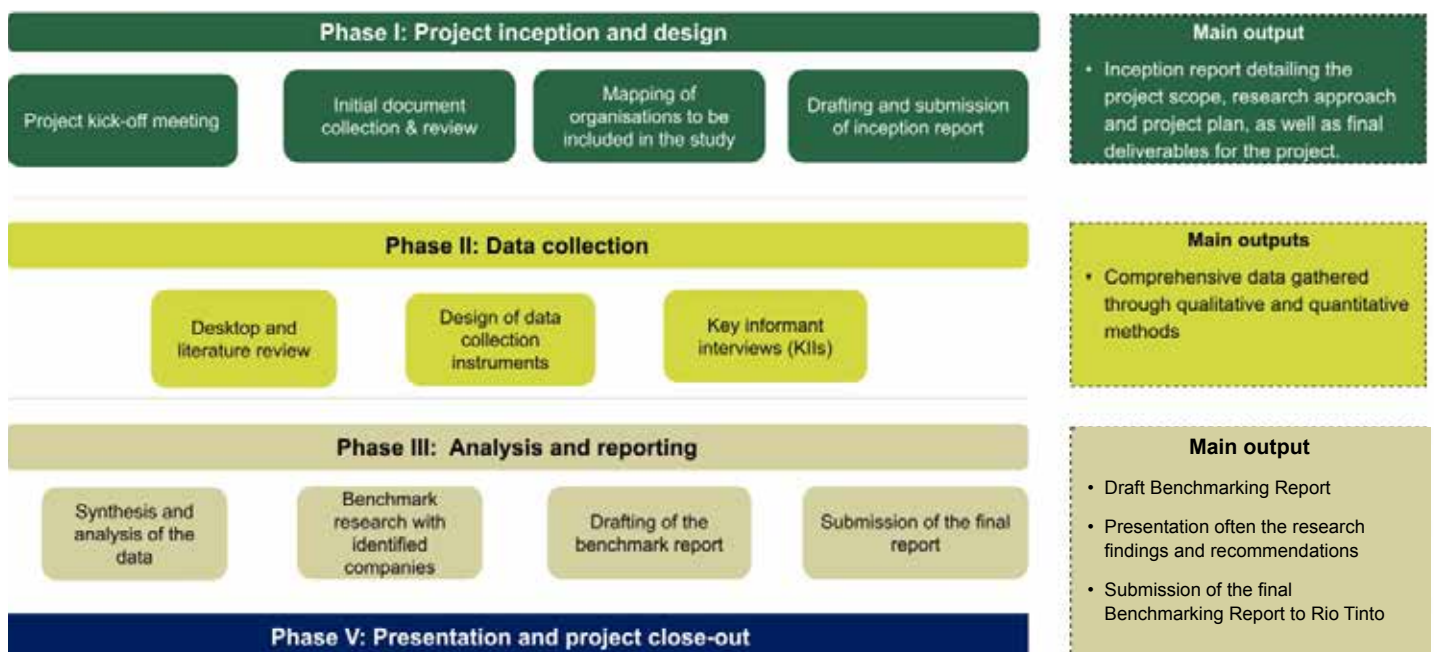 Phase I: Project inception and design
Project kick-off meeting
Initial document
collection & review
Mapping of
organisations to be
included in the study
Drafting and submission
of inception report
Main output
• Inception report detailing the
project scope, research approach
and project plan, as well as final
deliverables for the project.
Phase II: Data collection
Desktop and
literature review
Design of data
collection
instruments
Key informant
interviews (KIIs)
Main outputs
• Comprehensive data gathered
through qualitative and quantitative
methods
Phase III: Analysis and reporting
Synthesis and
analysis of the
data
Benchmark
research with
identified
companies
Drafting of the
benchmark report
Submission of the final
report
Main output
• Draft Benchmarking Report
• Presentation often the research
findings and recommendations
• Submission of the final
Benchmarking Report to Rio Tinto
Phase V: Presentation and project close-out